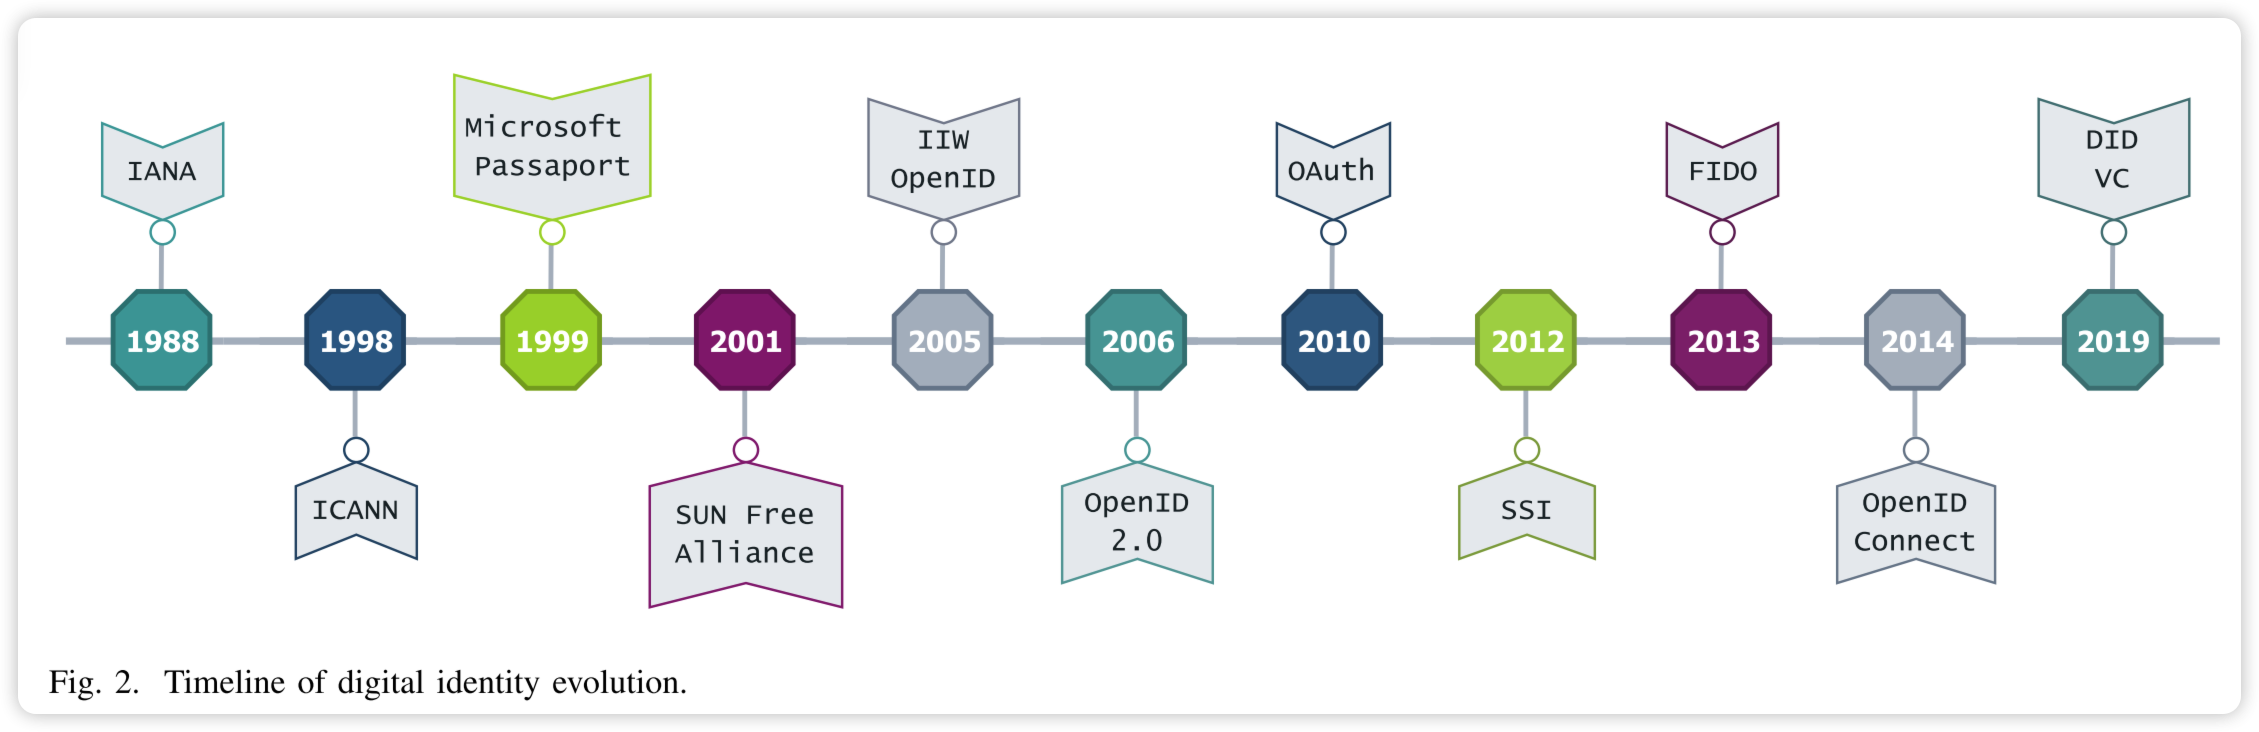 IANA
Microsoft
Passaport
IIW
OpenID
OAuth
FIDO
DID
VC
1988
1998
1999
2001
2005
2006
2010
2012
2013
2014
2019
ICANN
SUN Free
Alliance
OpenID
2.0
SSI
OpenID
Connect
Fig. 2. Timeline of digital identity evolution.